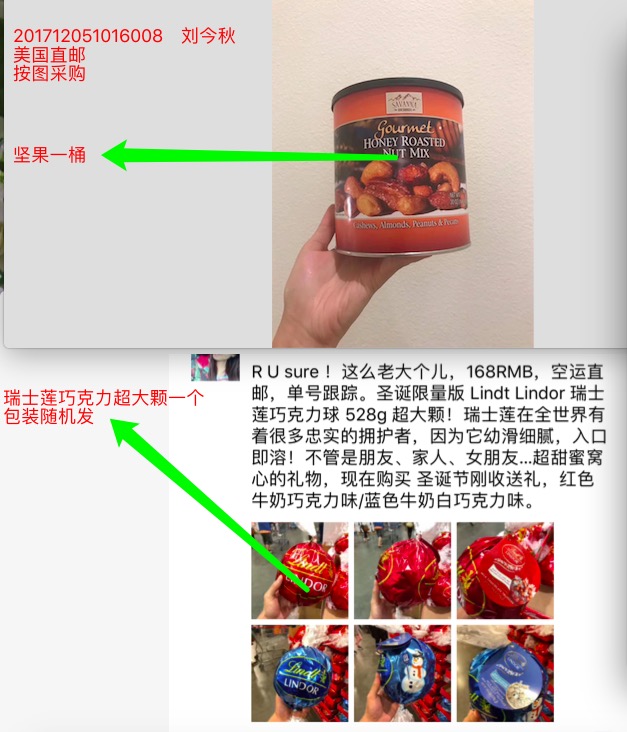 201712051016008 刘今秋
美国直邮
按图采购
坚果一桶
SAVANNA
Gourmet
HONEY ROASTED
NUT MIX
Cashews, Almonds, Peanuts & Pecans
瑞士莲巧克力超大颗一个
包装随机发
R U sure ！这么老大个儿，168RMB，空运直
邮，单号跟踪。圣诞限量版 Lindt Lindor 瑞士
莲巧克力球 528g 超大颗！瑞士莲在全世界有
着很多忠实的拥护者，因为它幼滑细腻，入口
即溶！不管是朋友、家人、女朋友...超甜蜜窝
心的礼物，现在购买 圣诞节刚收送礼，红色
牛奶巧克力味/蓝色牛奶白巧克力味。
Lindt
LINDOR
Lindt
LINDOR